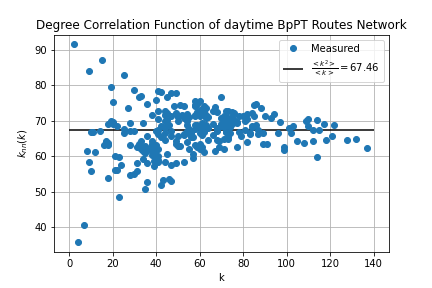 Degree Correlation Function of daytime BpPT Routes Network
Measured
<k²>/<k> = 67.46
90
80
70
60
50
40
k_nn(k)
0 20 40 60 80 100 120 140
k